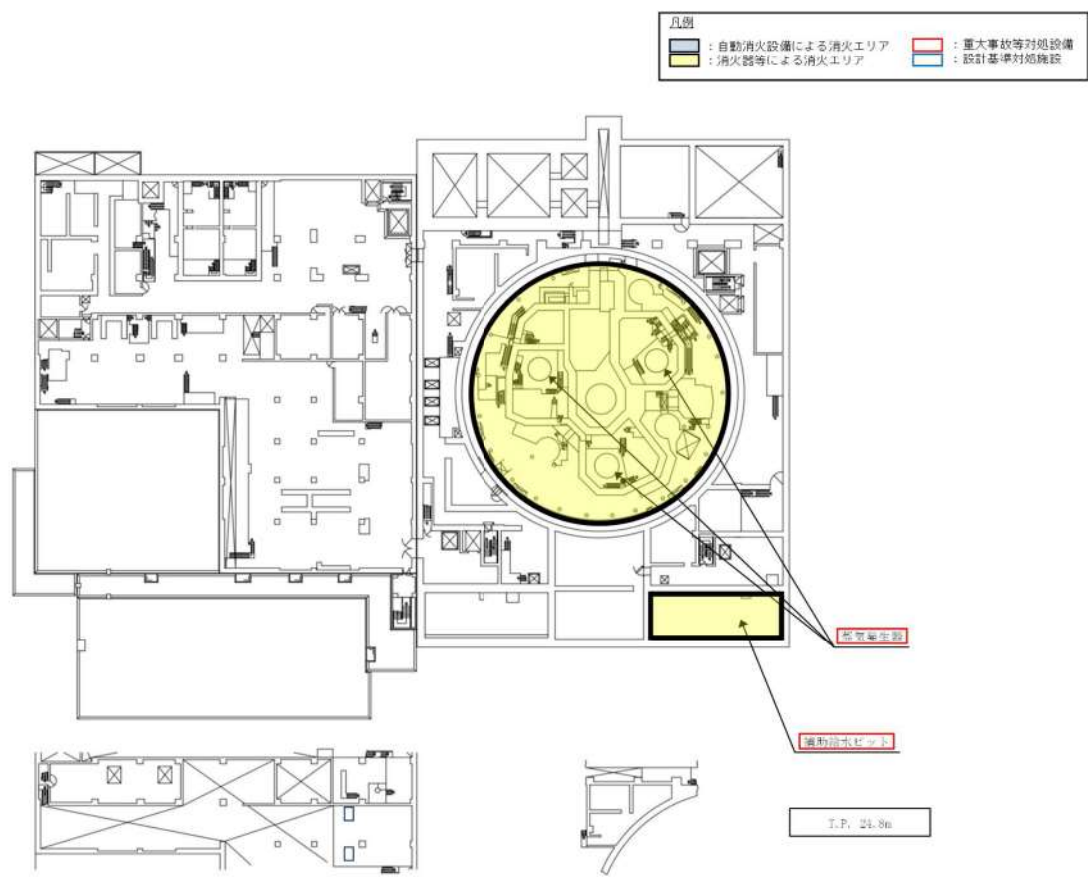 凡例
：自動消火設備による消火エリア
：重大事故等対処設備
：消火器等による消火エリア
：設計基準対処施設
蒸気発生器
補助給水ピット
T.P. 24.8m